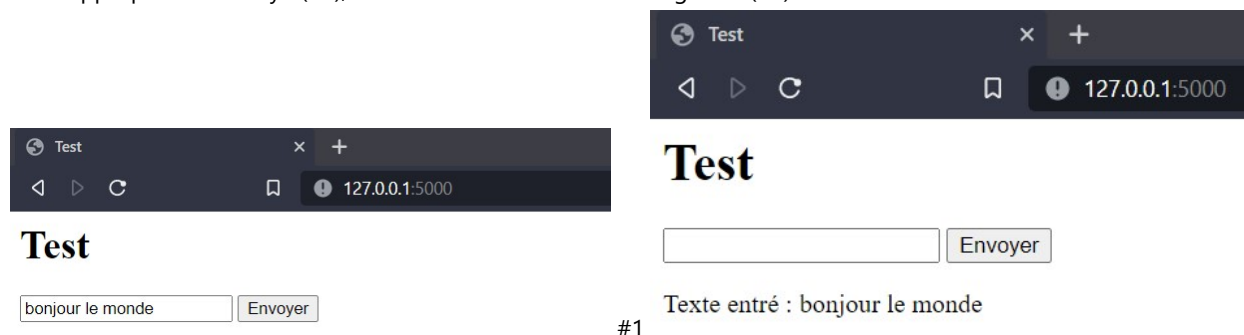 Test
127.0.0.1:5000
Test
bonjour le monde Envoyer
#1
Test
127.0.0.1:5000
Test
Envoyer
Texte entré : bonjour le monde